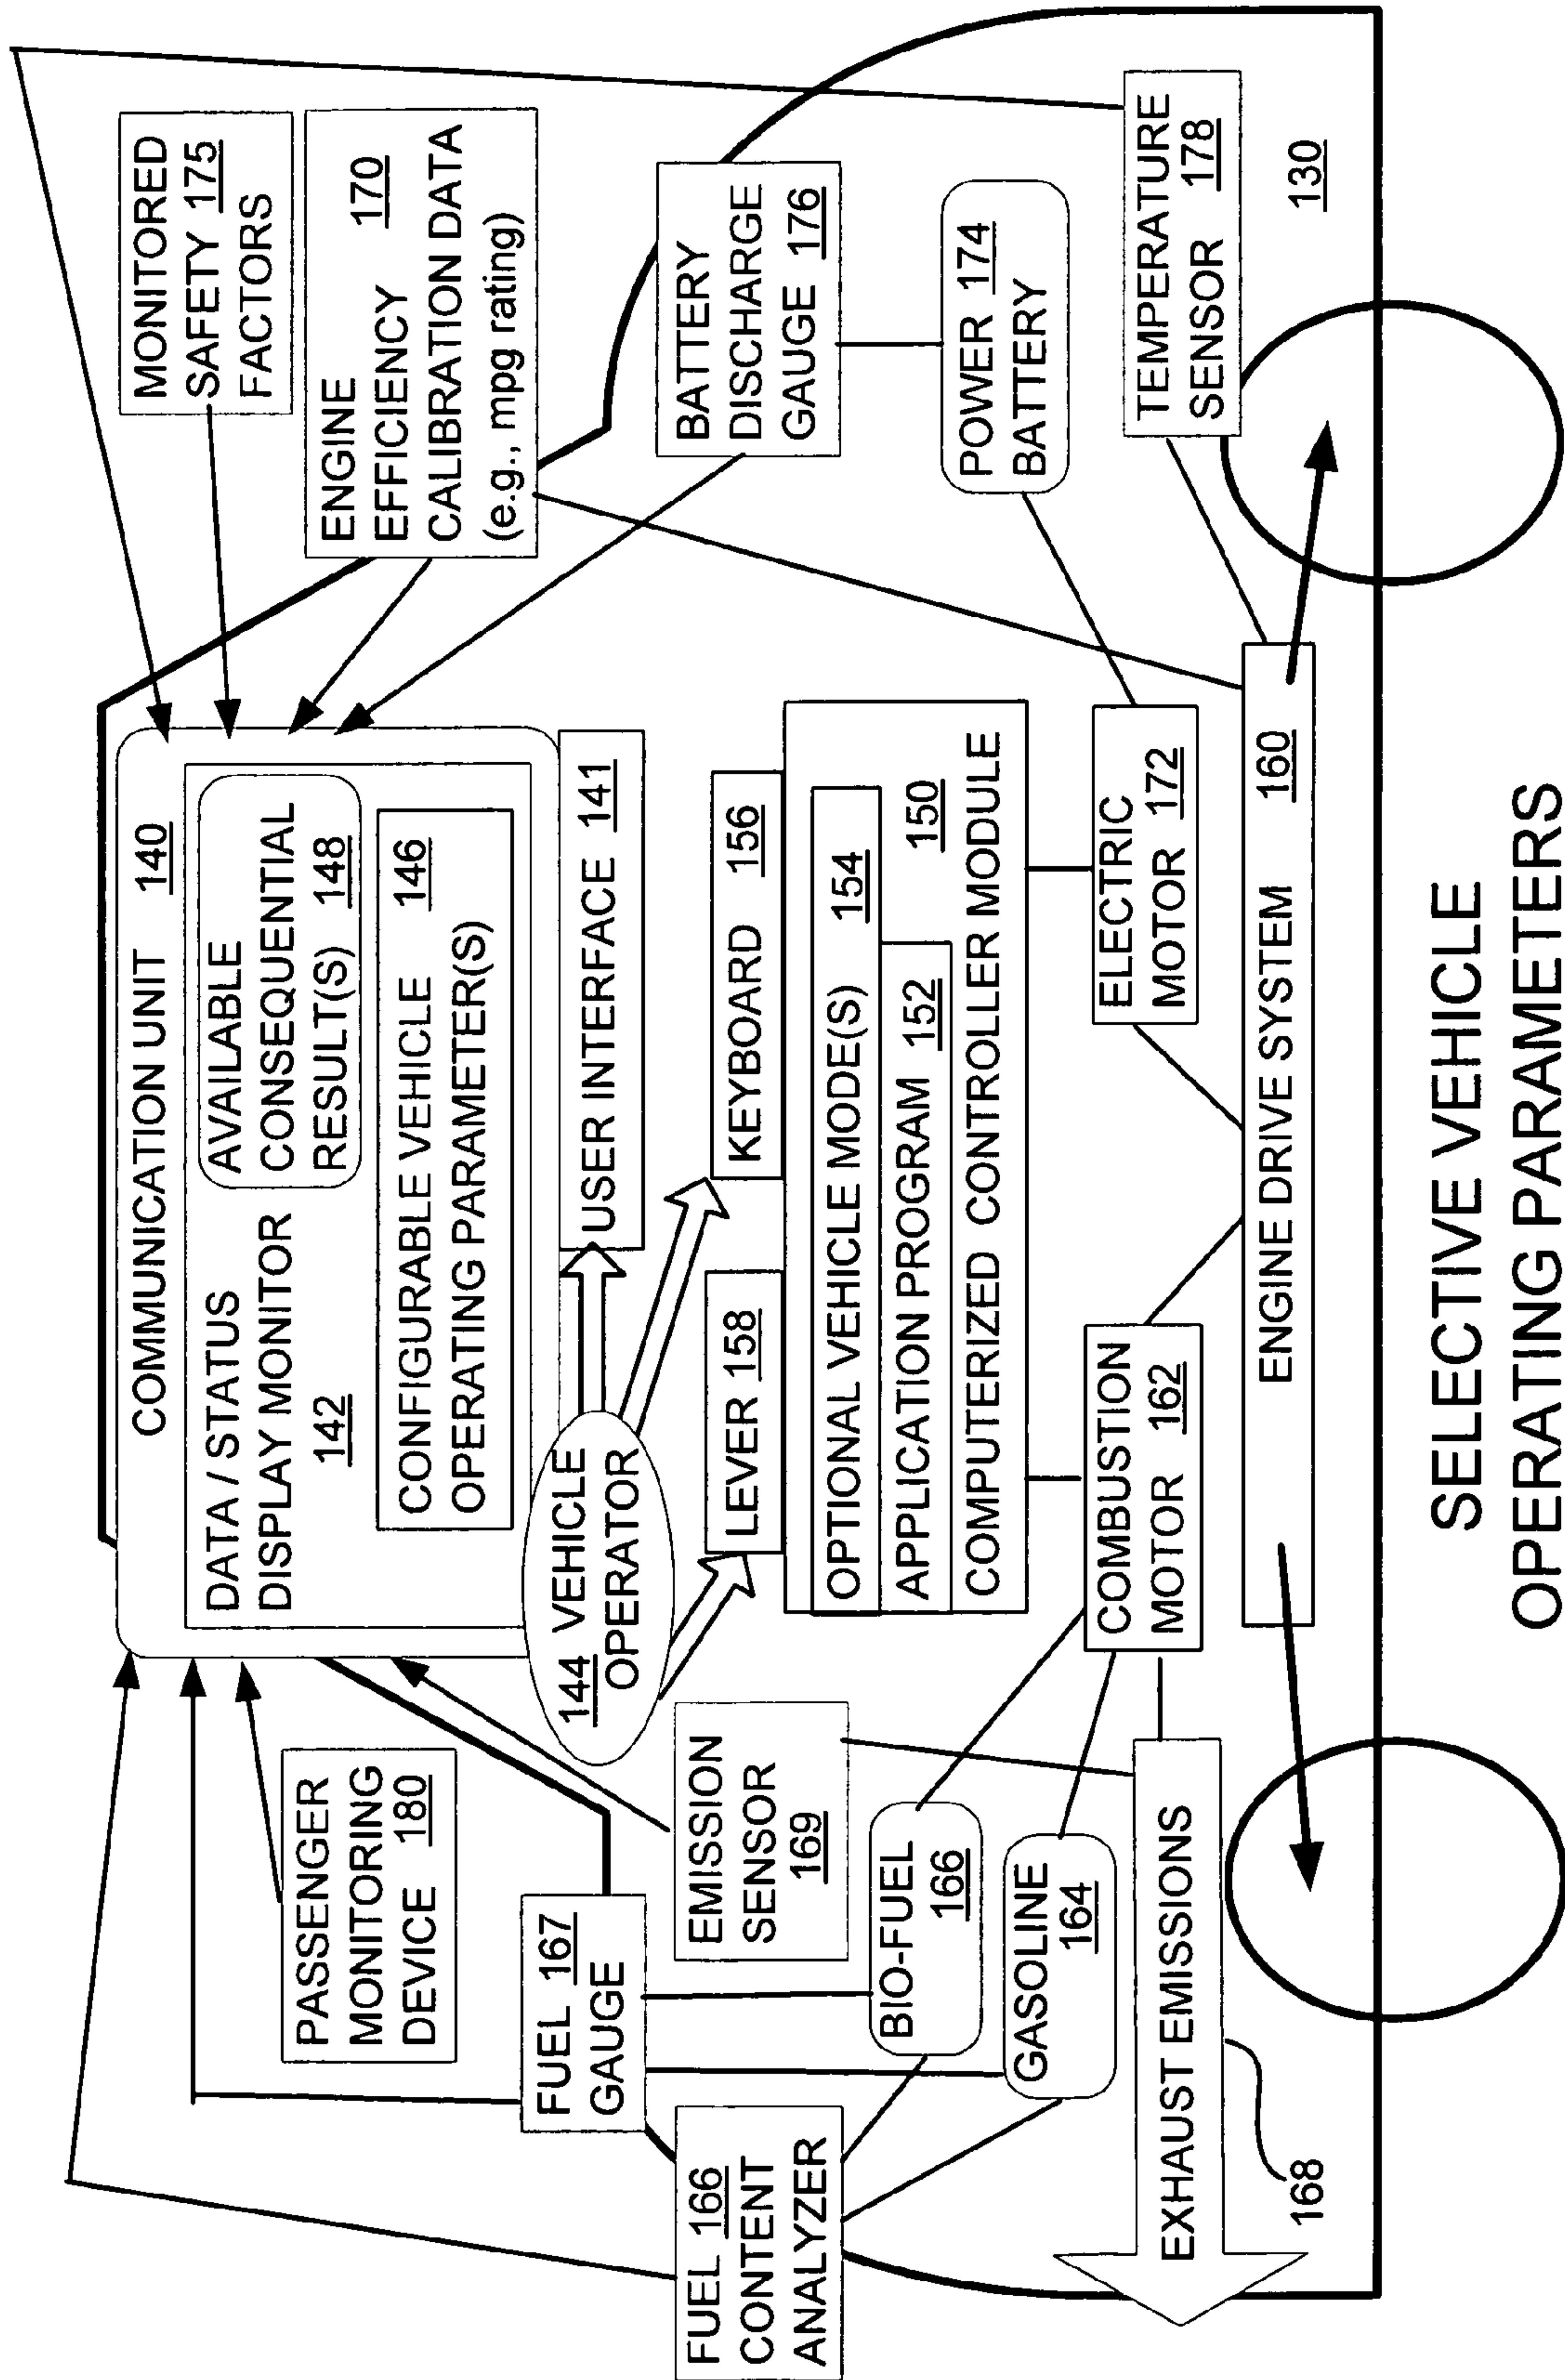 COMMUNICATION UNIT 140
DATA / STATUS
DISPLAY MONITOR
142
AVAILABLE
CONSEQUENTIAL
RESULT(S) 148
CONFIGURABLE VEHICLE 146
OPERATING PARAMETER(S)
MONITORED
SAFETY 175
FACTORS
PASSENGER
MONITORING
DEVICE 180
ENGINE 170
EFFICIENCY
CALIBRATION DATA
(e.g., mpg rating)
FUEL 167
GAUGE
144 VEHICLE
OPERATOR
USER INTERFACE 141
FUEL 166
CONTENT
ANALYZER
EMISSION
SENSOR
169
LEVER 158
KEYBOARD 156
BATTERY
DISCHARGE
GAUGE 176
OPTIONAL VEHICLE MODE(S) 154
APPLICATION PROGRAM 152
150
COMPUTERIZED CONTROLLER MODULE
BIO-FUEL
166
POWER 174
BATTERY
GASOLINE
164
COMBUSTION
MOTOR 162
ELECTRIC
MOTOR 172
TEMPERATURE
SENSOR 178
EXHAUST EMISSIONS
168
ENGINE DRIVE SYSTEM 160
130
SELECTIVE VEHICLE
OPERATING PARAMETERS